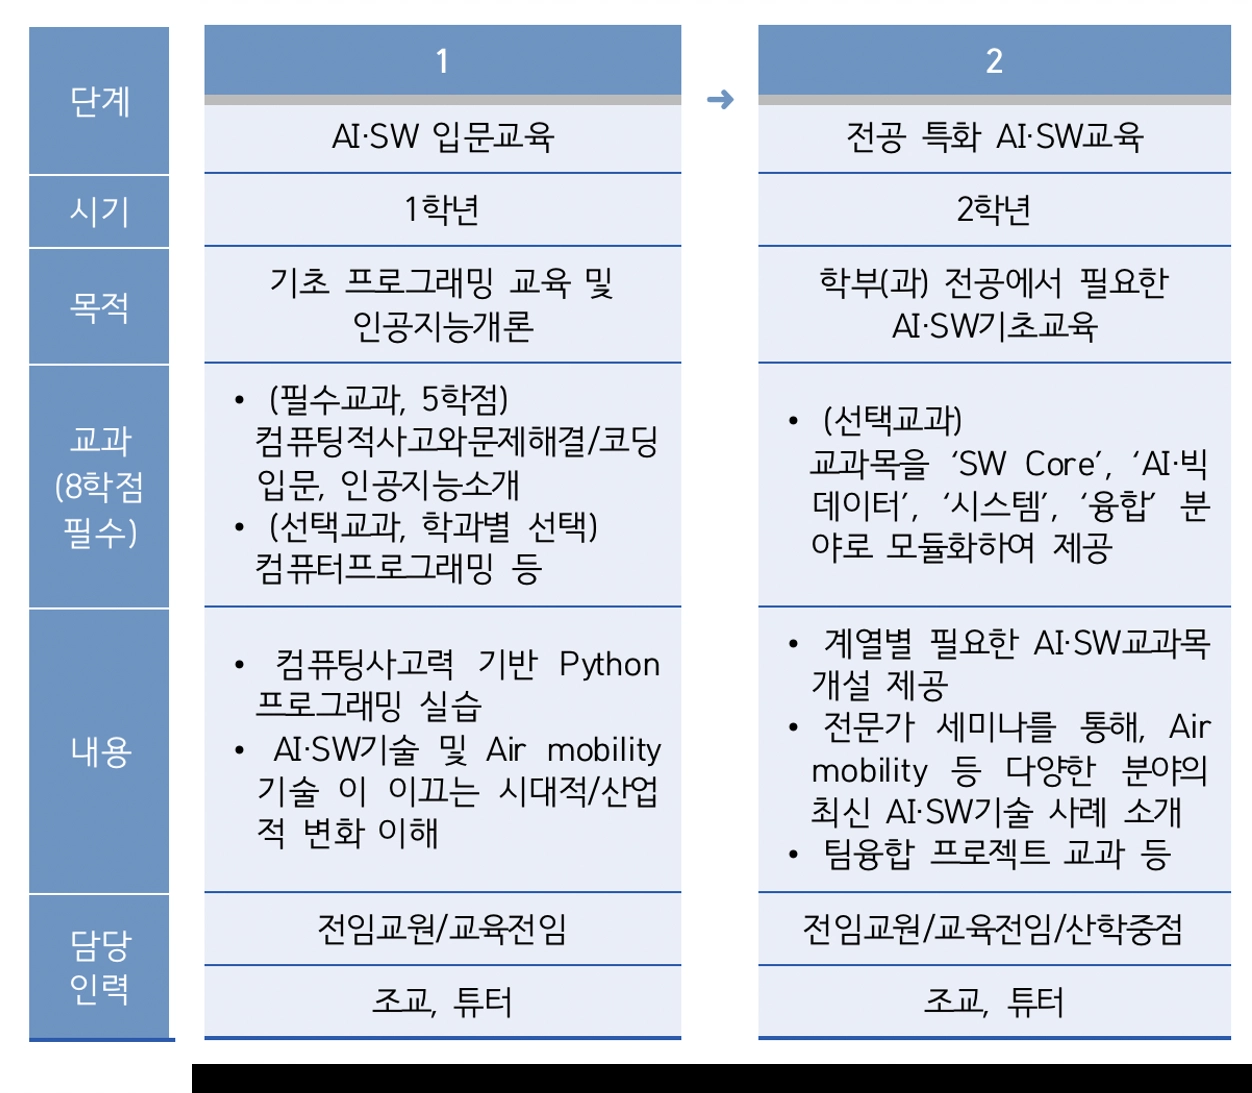 단계
1
➜
2
AI·SW 입문교육
전공 특화 AI·SW교육
시기
1학년
2학년
목적
기초 프로그래밍 교육 및
인공지능개론
학부(과) 전공에서 필요한
AI·SW기초교육
교과
(8학점
필수)
• (필수교과, 5학점)
컴퓨팅적사고와문제해결/코딩
입문, 인공지능소개
• (선택교과, 학과별 선택)
컴퓨터프로그래밍 등
• (선택교과)
교과목을 ‘SW Core’, ‘AI·빅
데이터’, ‘시스템’, ‘융합’ 분
야로 모듈화하여 제공
내용
• 컴퓨팅사고력 기반 Python
프로그래밍 실습
• AI·SW기술 및 Air mobility
기술 이 이끄는 시대적/산업
적 변화 이해
• 계열별 필요한 AI·SW교과목
개설 제공
• 전문가 세미나를 통해, Air
mobility 등 다양한 분야의
최신 AI·SW기술 사례 소개
• 팀융합 프로젝트 교과 등
담당
인력
전임교원/교육전임
전임교원/교육전임/산학중점
조교, 튜터
조교, 튜터